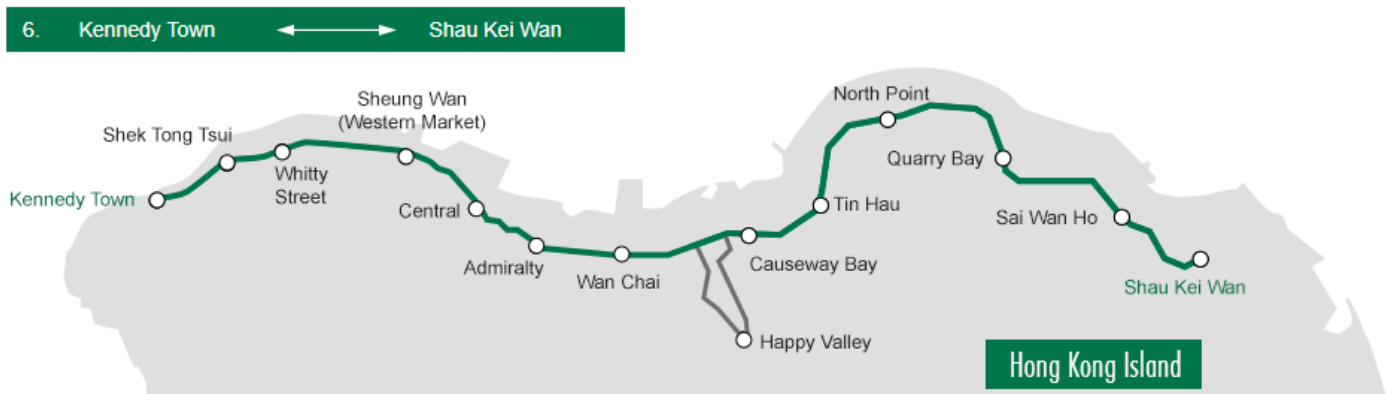 6. Kennedy Town Shau Kei Wan
Sheung Wan
(Western Market)
North Point
Shek Tong Tsui
Quarry Bay
Whitty
Street
Kennedy Town
Central
Tin Hau
Sai Wan Ho
Admiralty
Causeway Bay
Wan Chai
Shau Kei Wan
Happy Valley
Hong Kong Island